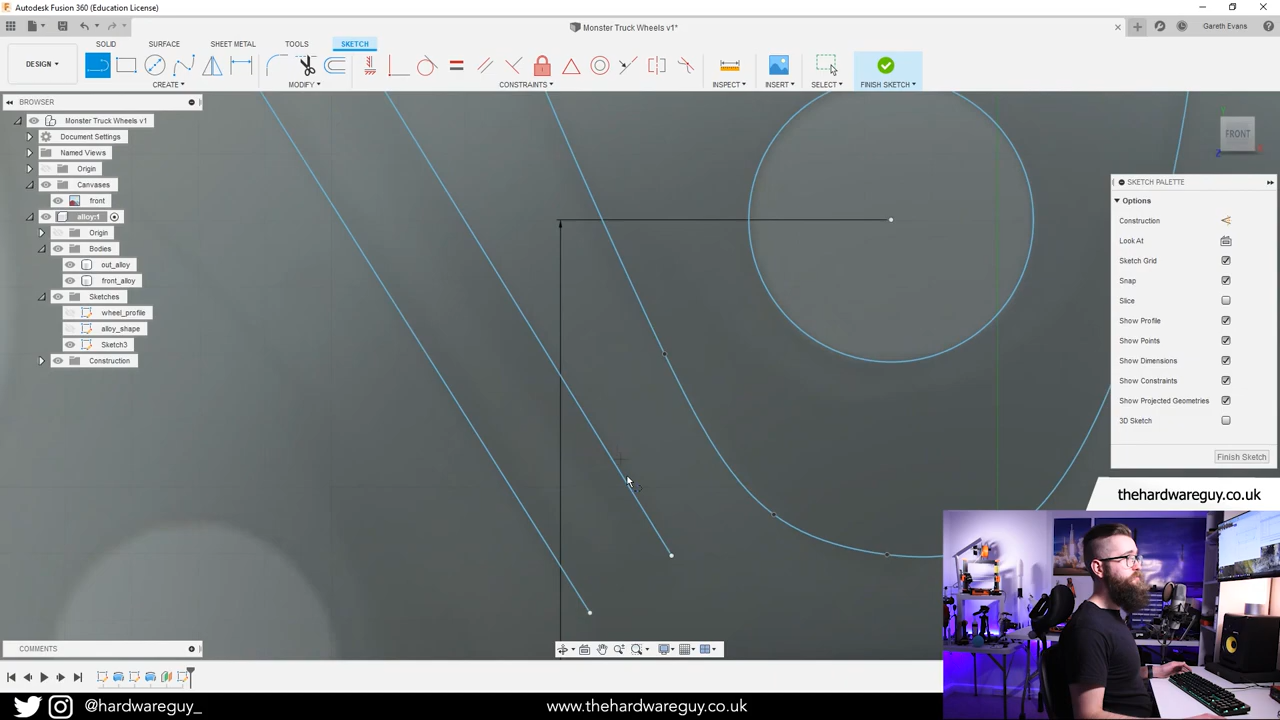 Autodesk Fusion 360 (Education License)
Monster Truck Wheels v1*
Gareth Evans
DESIGN
SOLID
SURFACE
SHEET METAL
TOOLS
SKETCH
CREATE
MODIFY
CONSTRAINTS
INSPECT
INSERT
SELECT
FINISH SKETCH
BROWSER
Monster Truck Wheels v1
Document Settings
Named Views
Origin
Canvases
front
alloy:1
Origin
Bodies
out_alloy
front_alloy
Sketches
wheel_profile
alloy_shape
Sketch3
Construction
FRONT
Y
X
Z
SKETCH PALETTE
Options
Construction
Look At
Sketch Grid
Snap
Slice
Show Profile
Show Points
Show Dimensions
Show Constraints
Show Projected Geometries
3D Sketch
Finish Sketch
thehardwareguy.co.uk
COMMENTS
@hardwareguy_
www.thehardwareguy.co.uk